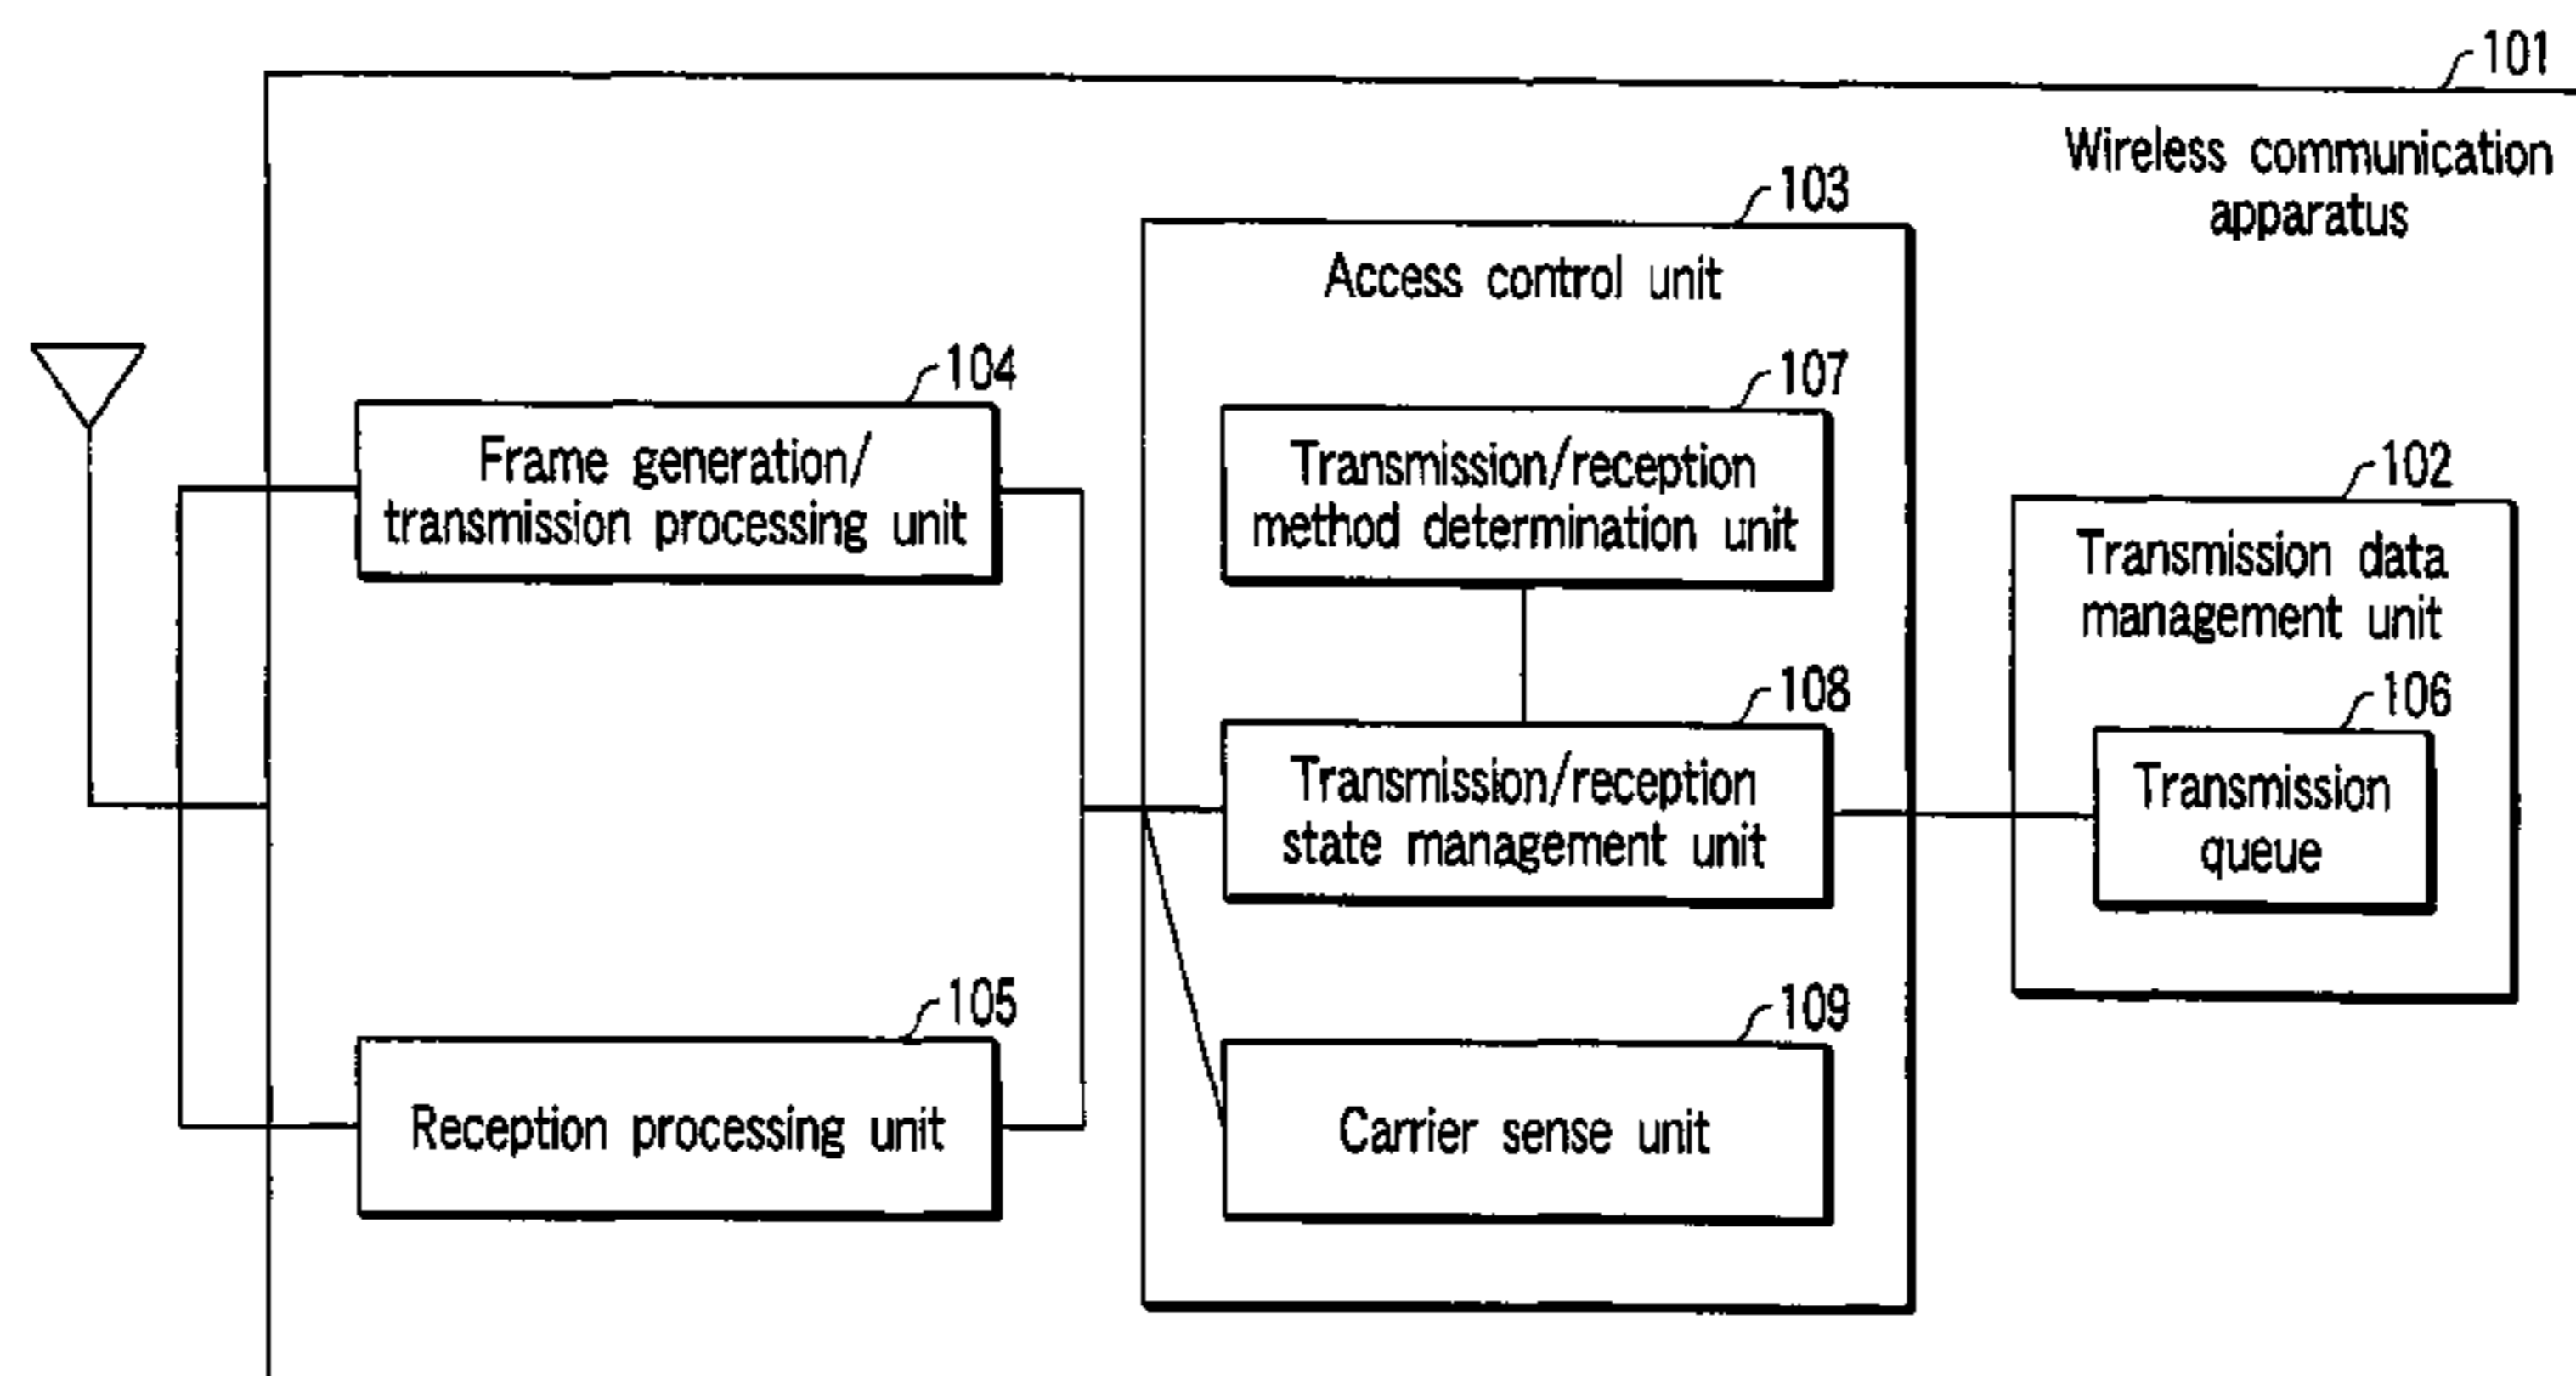 101
Wireless communication
apparatus
103
Access control unit
104
Frame generation/
transmission processing unit
107
Transmission/reception
method determination unit
102
Transmission data
management unit
108
Transmission/reception
state management unit
106
Transmission
queue
105
Reception processing unit
109
Carrier sense unit